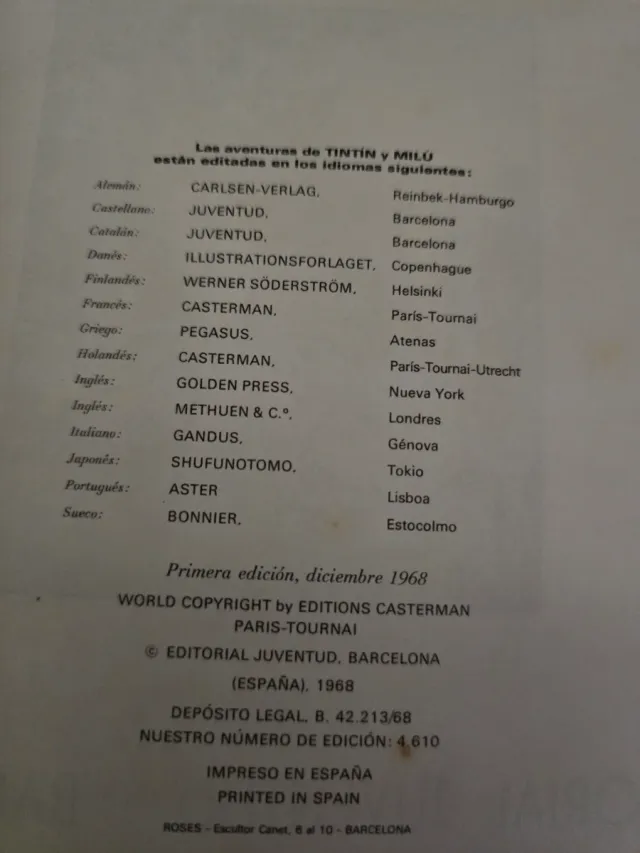 Las aventuras de TINTÍN y MILÚ
están editadas en los idiomas siguientes:
Alemán: CARLSEN-VERLAG, Reinbek-Hamburgo
Castellano: JUVENTUD, Barcelona
Catalán: JUVENTUD, Barcelona
Danés: ILLUSTRATIONSFORLAGET, Copenhague
Finlandés: WERNER SÖDERSTRÖM, Helsinki
Francés: CASTERMAN, París-Tournai
Griego: PEGASUS, Atenas
Holandés: CASTERMAN, París-Tournai-Utrecht
Inglés: GOLDEN PRESS, Nueva York
Inglés: METHUEN & C.º, Londres
Italiano: GANDUS, Génova
Japonés: SHUFUNOTOMO, Tokio
Portugués: ASTER Lisboa
Sueco: BONNIER, Estocolmo
Primera edición, diciembre 1968
WORLD COPYRIGHT by EDITIONS CASTERMAN
PARIS-TOURNAI
© EDITORIAL JUVENTUD, BARCELONA
(ESPAÑA), 1968
DEPÓSITO LEGAL, B. 42.213/68
NUESTRO NÚMERO DE EDICIÓN: 4.610
IMPRESO EN ESPAÑA
PRINTED IN SPAIN
ROSES - Escultor Canet, 8 al 10 - BARCELONA